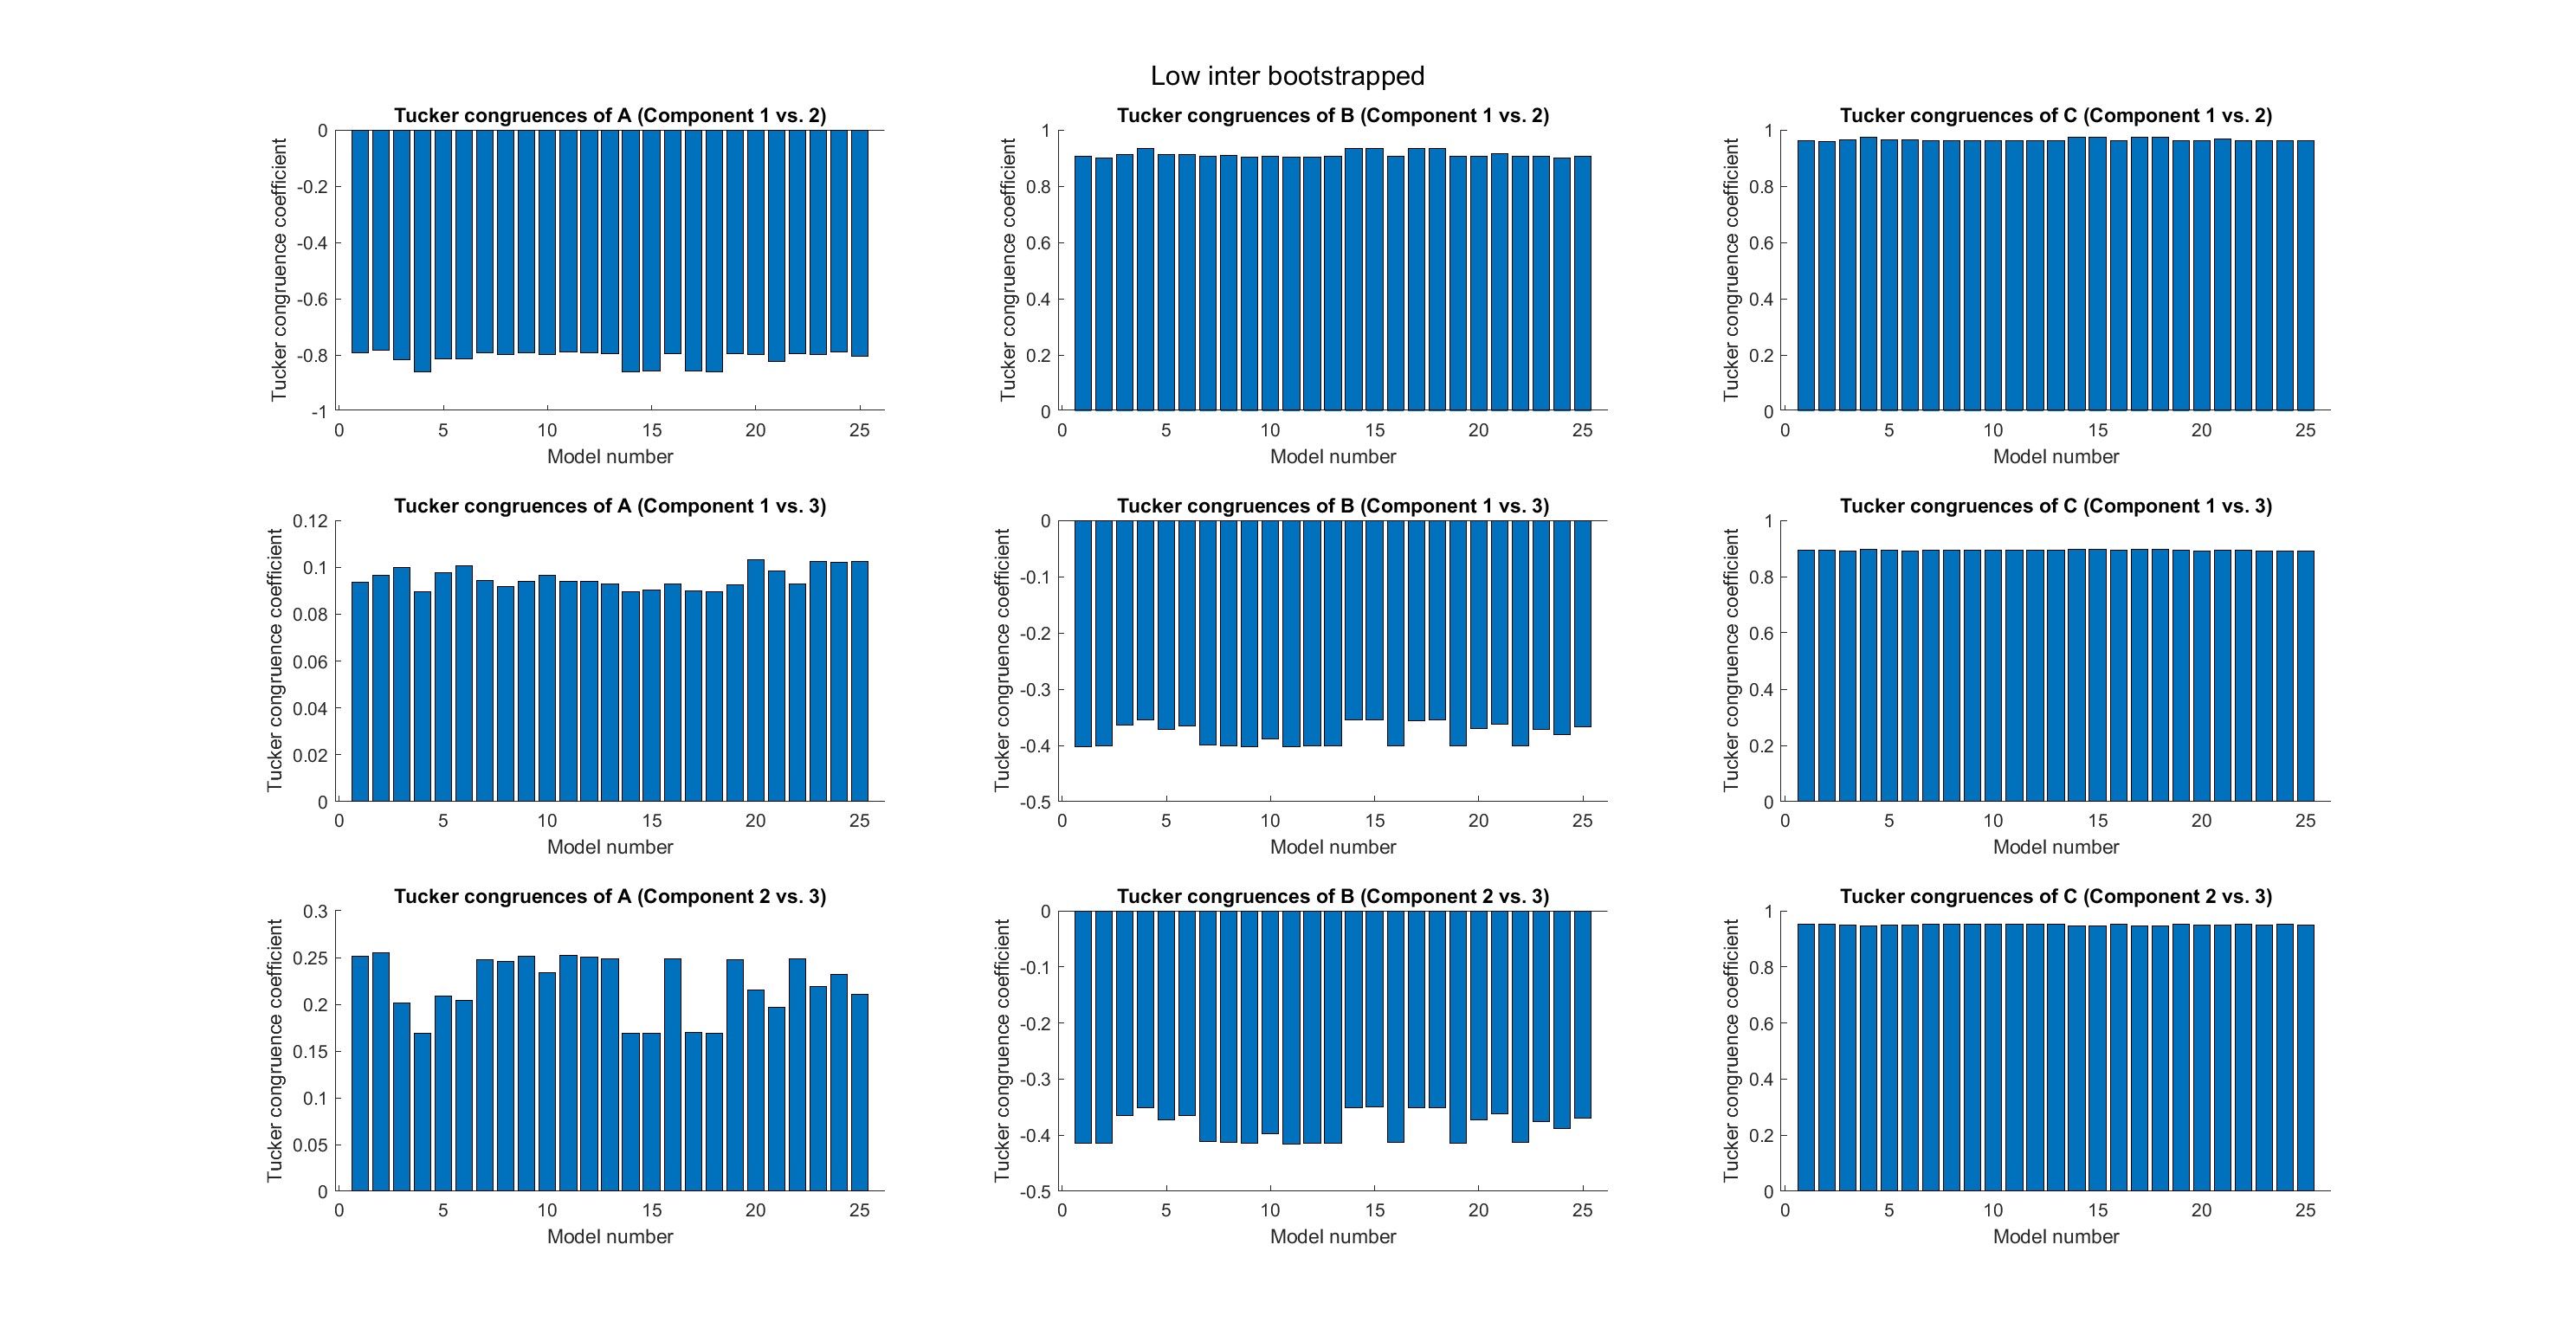 Low inter bootstrapped
Tucker congruences of A (Component 1 vs. 2)
Tucker congruence coefficient
0
-0.2
-0.4
-0.6
-0.8
-1
0 5 10 15 20 25
Model number
Tucker congruences of B (Component 1 vs. 2)
Tucker congruence coefficient
1
0.8
0.6
0.4
0.2
0
0 5 10 15 20 25
Model number
Tucker congruences of C (Component 1 vs. 2)
Tucker congruence coefficient
1
0.8
0.6
0.4
0.2
0
0 5 10 15 20 25
Model number
Tucker congruences of A (Component 1 vs. 3)
Tucker congruence coefficient
0.12
0.1
0.08
0.06
0.04
0.02
0
0 5 10 15 20 25
Model number
Tucker congruences of B (Component 1 vs. 3)
Tucker congruence coefficient
0
-0.1
-0.2
-0.3
-0.4
-0.5
0 5 10 15 20 25
Model number
Tucker congruences of C (Component 1 vs. 3)
Tucker congruence coefficient
1
0.8
0.6
0.4
0.2
0
0 5 10 15 20 25
Model number
Tucker congruences of A (Component 2 vs. 3)
Tucker congruence coefficient
0.3
0.25
0.2
0.15
0.1
0.05
0
0 5 10 15 20 25
Model number
Tucker congruences of B (Component 2 vs. 3)
Tucker congruence coefficient
0
-0.1
-0.2
-0.3
-0.4
-0.5
0 5 10 15 20 25
Model number
Tucker congruences of C (Component 2 vs. 3)
Tucker congruence coefficient
1
0.8
0.6
0.4
0.2
0
0 5 10 15 20 25
Model number